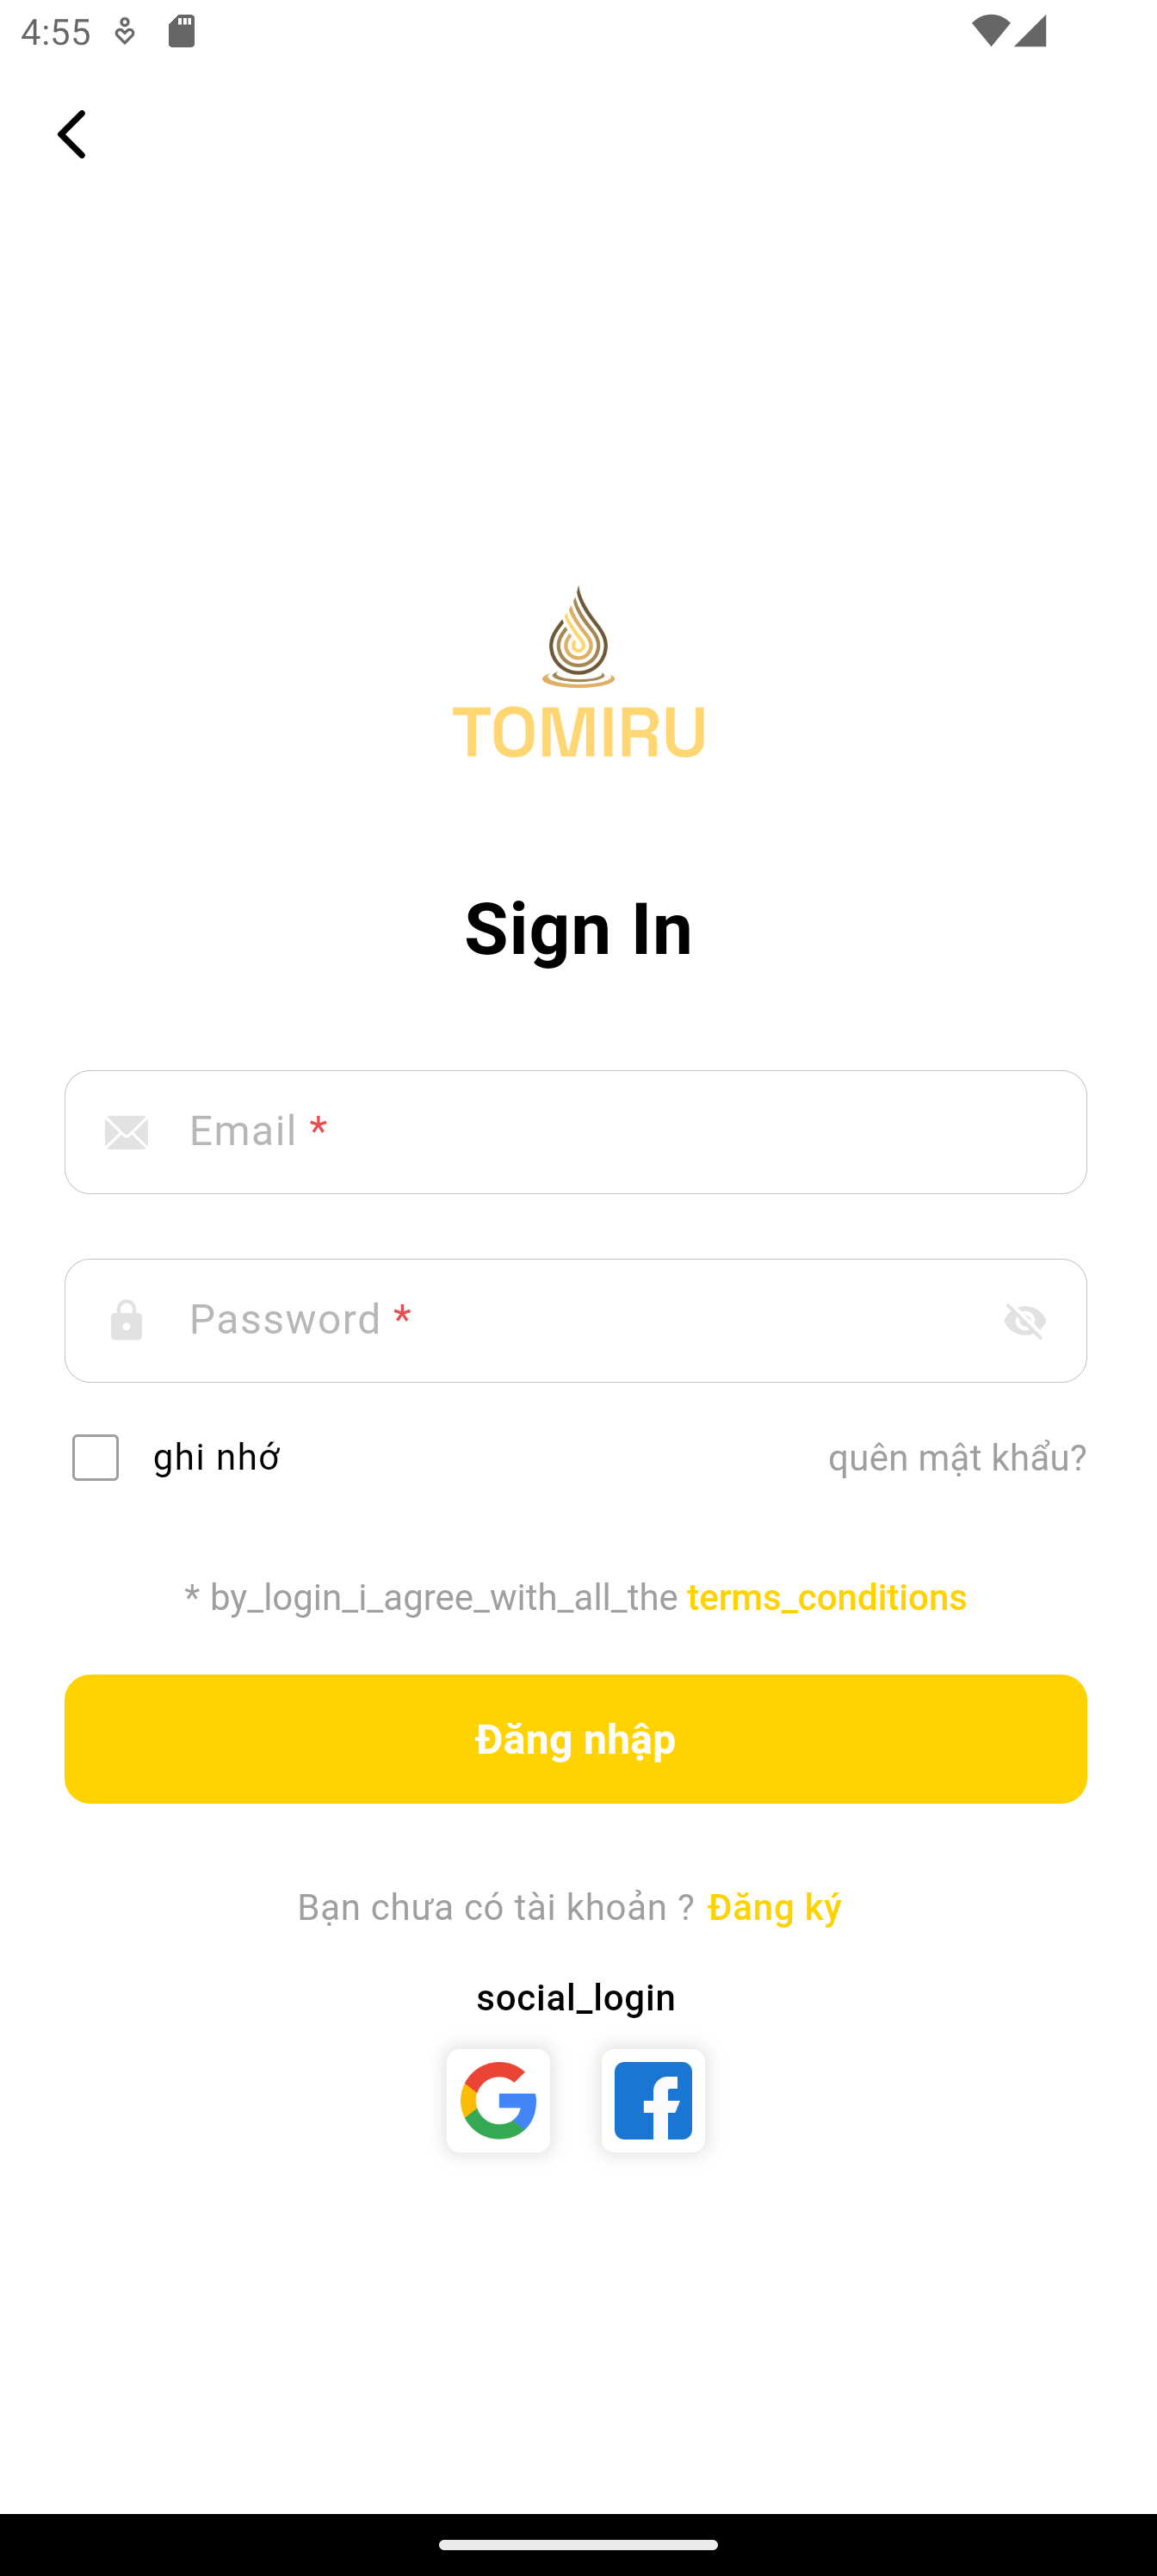 4:55
TOMIRU
Sign In
Email *
Password *
ghi nhớ
quên mật khẩu?
* by_login_i_agree_with_all_the terms_conditions
Đăng nhập
Bạn chưa có tài khoản ? Đăng ký
social_login